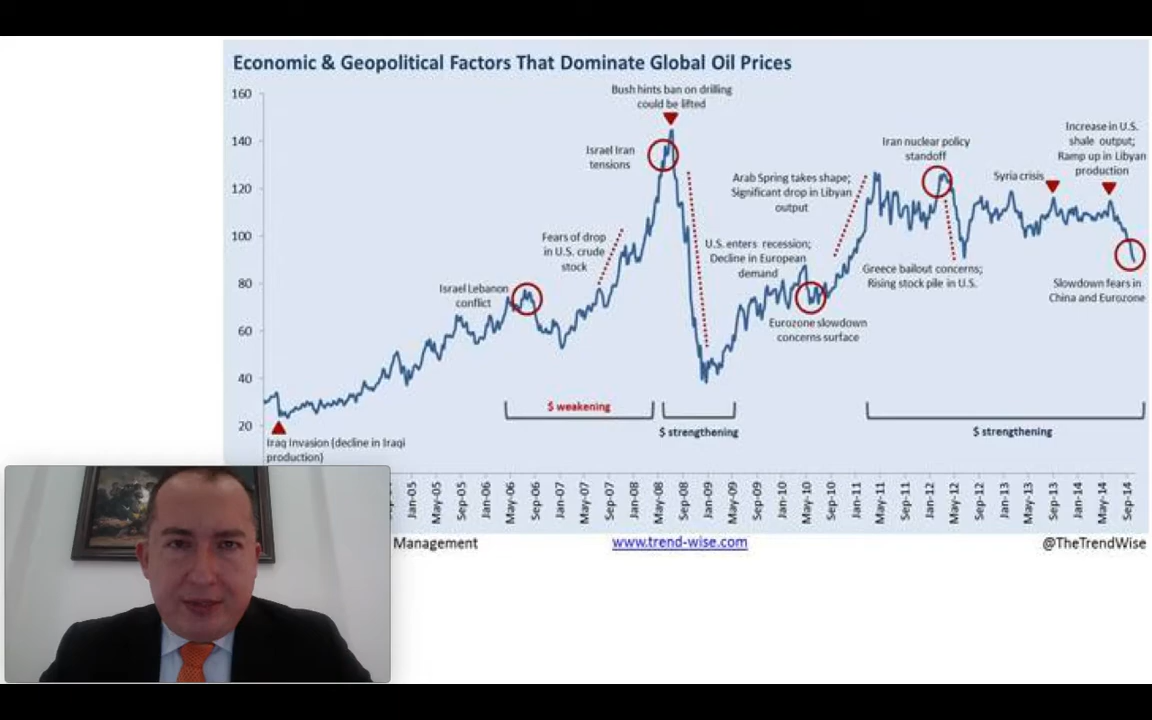 Economic & Geopolitical Factors That Dominate Global Oil Prices
160
140
120
100
80
60
40
20
Bush hints ban on drilling
could be lifted
Israel Iran
tensions
Fears of drop
in U.S. crude
stock
Israel Lebanon
conflict
Iraq Invasion (decline in Iraqi
production)
U.S. enters recession;
Decline in European
demand
Arab Spring takes shape;
Significant drop in Libyan
output
Eurozone slowdown
concerns surface
Iran nuclear policy
standoff
Greece bailout concerns;
Rising stock pile in U.S.
Syria crisis
Increase in U.S.
shale output;
Ramp up in Libyan
production
Slowdown fears in
China and Eurozone
$ weakening
$ strengthening
$ strengthening
Jan-05
May-05
Sep-05
Jan-06
May-06
Sep-06
Jan-07
May-07
Sep-07
Jan-08
May-08
Sep-08
Jan-09
May-09
Sep-09
Jan-10
May-10
Sep-10
Jan-11
May-11
Sep-11
Jan-12
May-12
Sep-12
Jan-13
May-13
Sep-13
Jan-14
May-14
Sep-14
Management
www.trend-wise.com
@TheTrendWise